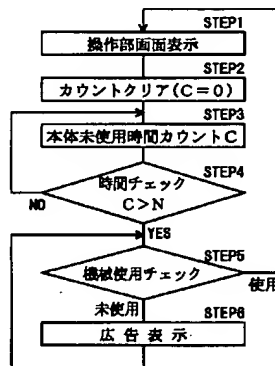 STEP1
操作部画面表示
STEP2
カウントクリア(C=0)
STEP3
本体未使用時間カウントC
STEP4
時間チェック
C>N
NO
YES
STEP5
機械使用チェック
使用
未使用
STEP6
広告表示